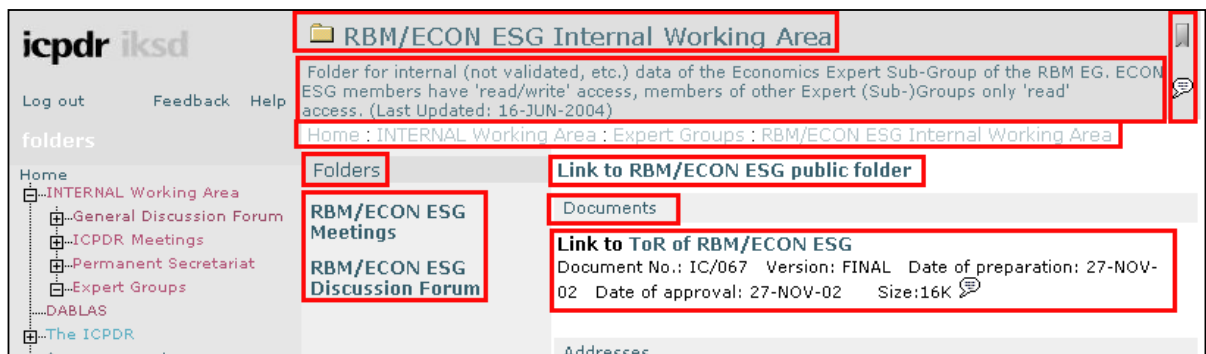 icpdr iksd
Log out Feedback Help
folders
Home
INTERNAL Working Area
General Discussion Forum
ICPDR Meetings
Permanent Secretariat
Expert Groups
DABLAS
The ICPDR
RBM/ECON ESG Internal Working Area
Folder for internal (not validated, etc.) data of the Economics Expert Sub-Group of the RBM EG. ECON
ESG members have 'read/write' access, members of other Expert (Sub-)Groups only 'read'
access. (Last Updated: 16-JUN-2004)
Home : INTERNAL Working Area : Expert Groups : RBM/ECON ESG Internal Working Area
Folders
RBM/ECON ESG
Meetings
RBM/ECON ESG
Discussion Forum
Link to RBM/ECON ESG public folder
Documents
Link to ToR of RBM/ECON ESG
Document No.: IC/067 Version: FINAL Date of preparation: 27-NOV-
02 Date of approval: 27-NOV-02 Size:16K
Addresses